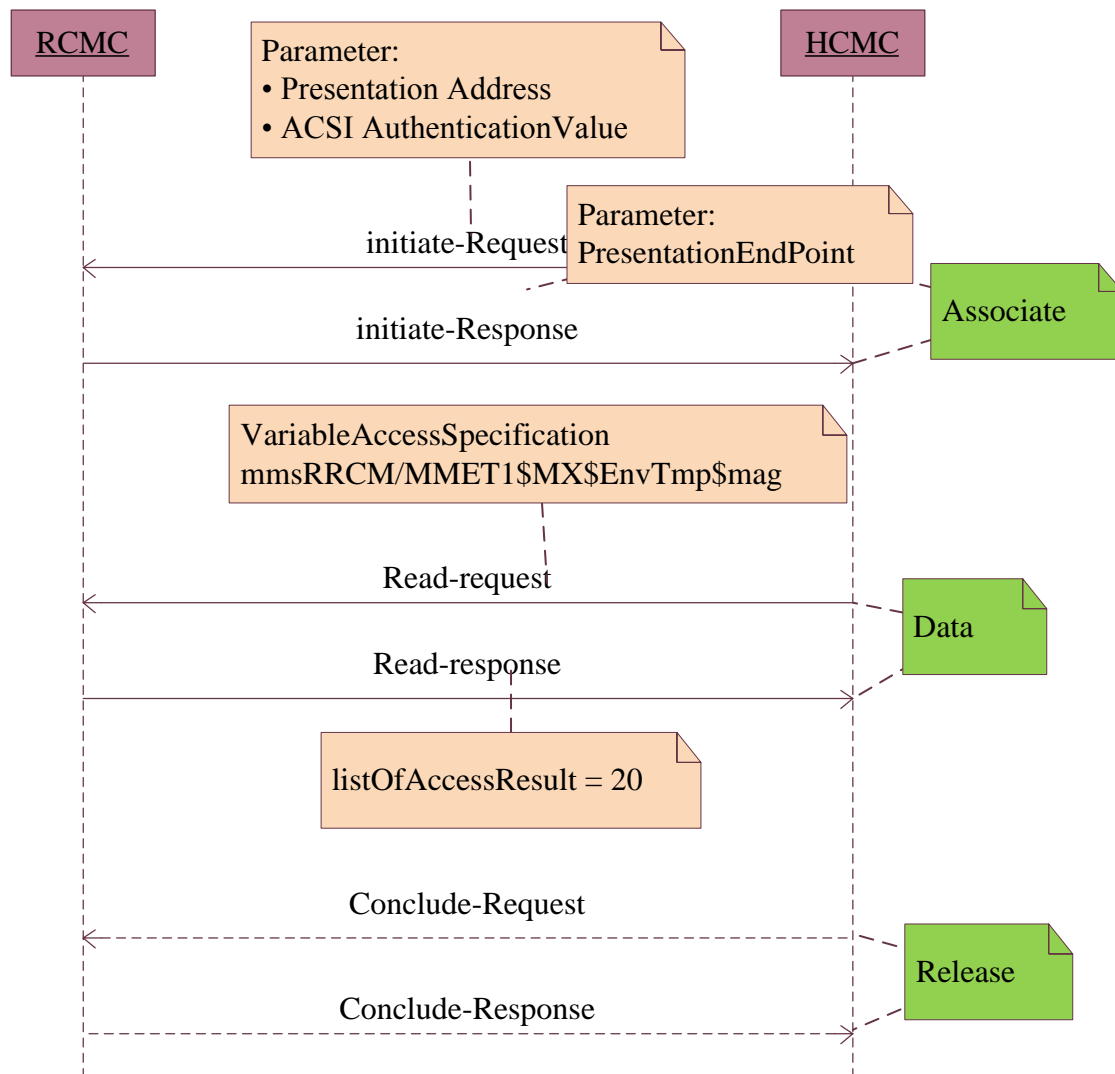 RCMC
HCMC
Parameter:
• Presentation Address
• ACSI AuthenticationValue
Parameter:
PresentationEndPoint
initiate-Request
Associate
initiate-Response
VariableAccessSpecification
mmsRRCM/MMET1$MX$EnvTmp$mag
Read-request
Data
Read-response
listOfAccessResult = 20
Conclude-Request
Release
Conclude-Response